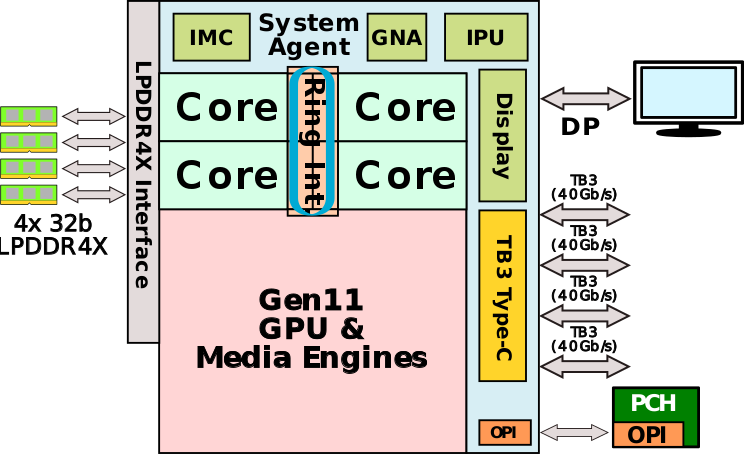 IMC
System
Agent
GNA
IPU
LPDDR4X Interface
Core
Core
Ring Int.
Core
Core
Display
DP
4x 32b
LPDDR4X
TB3
(40Gb/s)
TB3
(40Gb/s)
TB3
(40Gb/s)
TB3
(40Gb/s)
TB3 Type-C
Gen11
GPU &
Media Engines
OPI
PCH
OPI